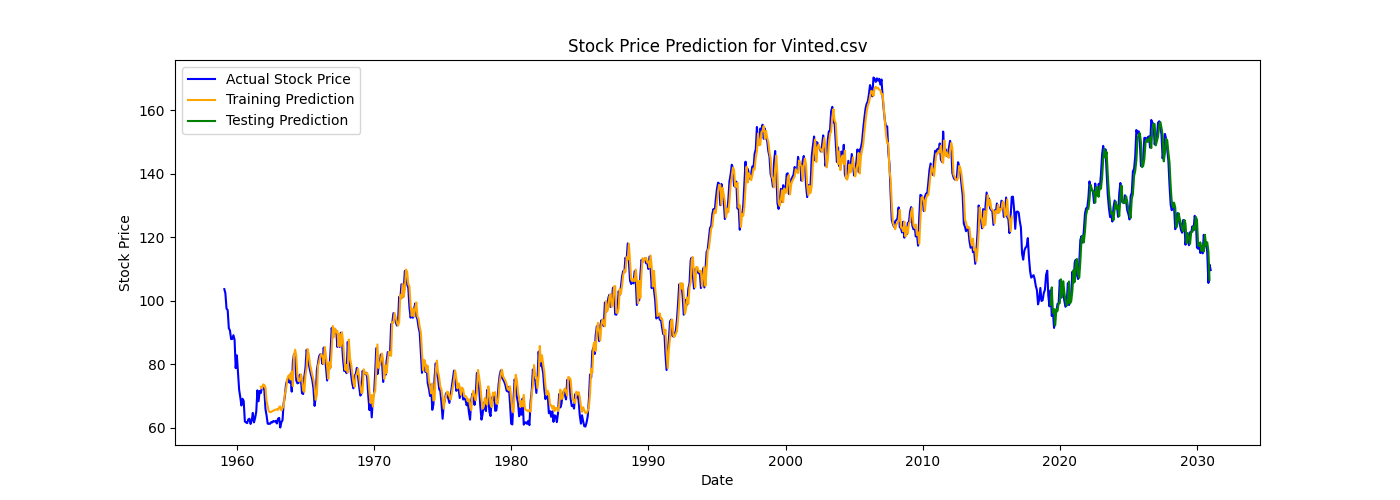 Stock Price Prediction for Vinted.csv
Actual Stock Price
Training Prediction
Testing Prediction
Stock Price
160
140
120
100
80
60
1960 1970 1980 1990 2000 2010 2020 2030
Date